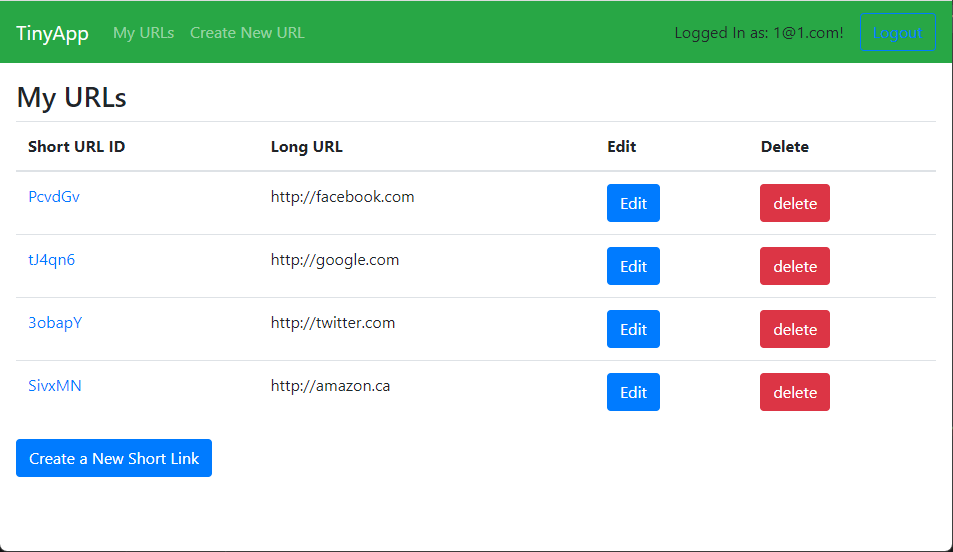 TinyApp My URLs Create New URL Logged In as: 1@1.com! Logout
My URLs
Short URL ID Long URL Edit Delete
PcvdGv http://facebook.com Edit delete
tJ4qn6 http://google.com Edit delete
3obapY http://twitter.com Edit delete
SivxMN http://amazon.ca Edit delete
Create a New Short Link